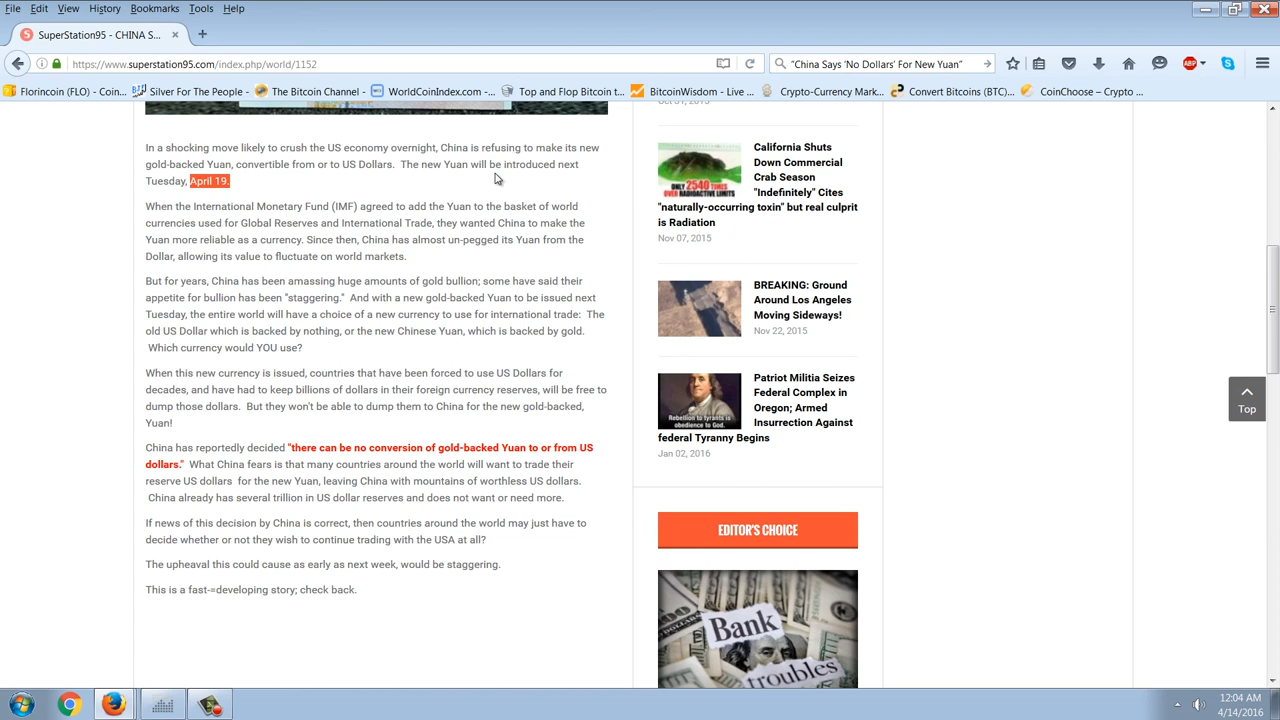 File Edit View History Bookmarks Tools Help
SuperStation95 - CHINA S...
https://www.superstation95.com/index.php/world/1152
"China Says 'No Dollars' For New Yuan"
ABP
Florincoin (FLO) - Coin...
Silver For The People -
The Bitcoin Channel -
WorldCoinIndex.com -...
Top and Flop Bitcoin t...
BitcoinWisdom - Live ...
Crypto-Currency Mark...
Convert Bitcoins (BTC)...
CoinChoose – Crypto ...
In a shocking move likely to crush the US economy overnight, China is refusing to make its new
gold-backed Yuan, convertible from or to US Dollars. The new Yuan will be introduced next
Tuesday, April 19.
When the International Monetary Fund (IMF) agreed to add the Yuan to the basket of world
currencies used for Global Reserves and International Trade, they wanted China to make the
Yuan more reliable as a currency. Since then, China has almost un-pegged its Yuan from the
Dollar, allowing its value to fluctuate on world markets.
But for years, China has been amassing huge amounts of gold bullion; some have said their
appetite for bullion has been "staggering." And with a new gold-backed Yuan to be issued next
Tuesday, the entire world will have a choice of a new currency to use for international trade: The
old US Dollar which is backed by nothing, or the new Chinese Yuan, which is backed by gold.
Which currency would YOU use?
When this new currency is issued, countries that have been forced to use US Dollars for
decades, and have had to keep billions of dollars in their foreign currency reserves, will be free to
dump those dollars. But they won't be able to dump them to China for the new gold-backed,
Yuan!
China has reportedly decided "there can be no conversion of gold-backed Yuan to or from US
dollars." What China fears is that many countries around the world will want to trade their
reserve US dollars for the new Yuan, leaving China with mountains of worthless US dollars.
China already has several trillion in US dollar reserves and does not want or need more.
If news of this decision by China is correct, then countries around the world may just have to
decide whether or not they wish to continue trading with the USA at all?
The upheaval this could cause as early as next week, would be staggering.
This is a fast-=developing story; check back.
Oct 31, 2015
ONLY 2540 TIMES
OVER RADIOACTIVE LIMITS
California Shuts
Down Commercial
Crab Season
"Indefinitely" Cites
"naturally-occurring toxin" but real culprit
is Radiation
Nov 07, 2015
BREAKING: Ground
Around Los Angeles
Moving Sideways!
Nov 22, 2015
Rebellion to tyrants is
obedience to God.
Patriot Militia Seizes
Federal Complex in
Oregon; Armed
Insurrection Against
federal Tyranny Begins
Jan 02, 2016
EDITOR'S CHOICE
Bank
troubles
Top
12:04 AM
4/14/2016